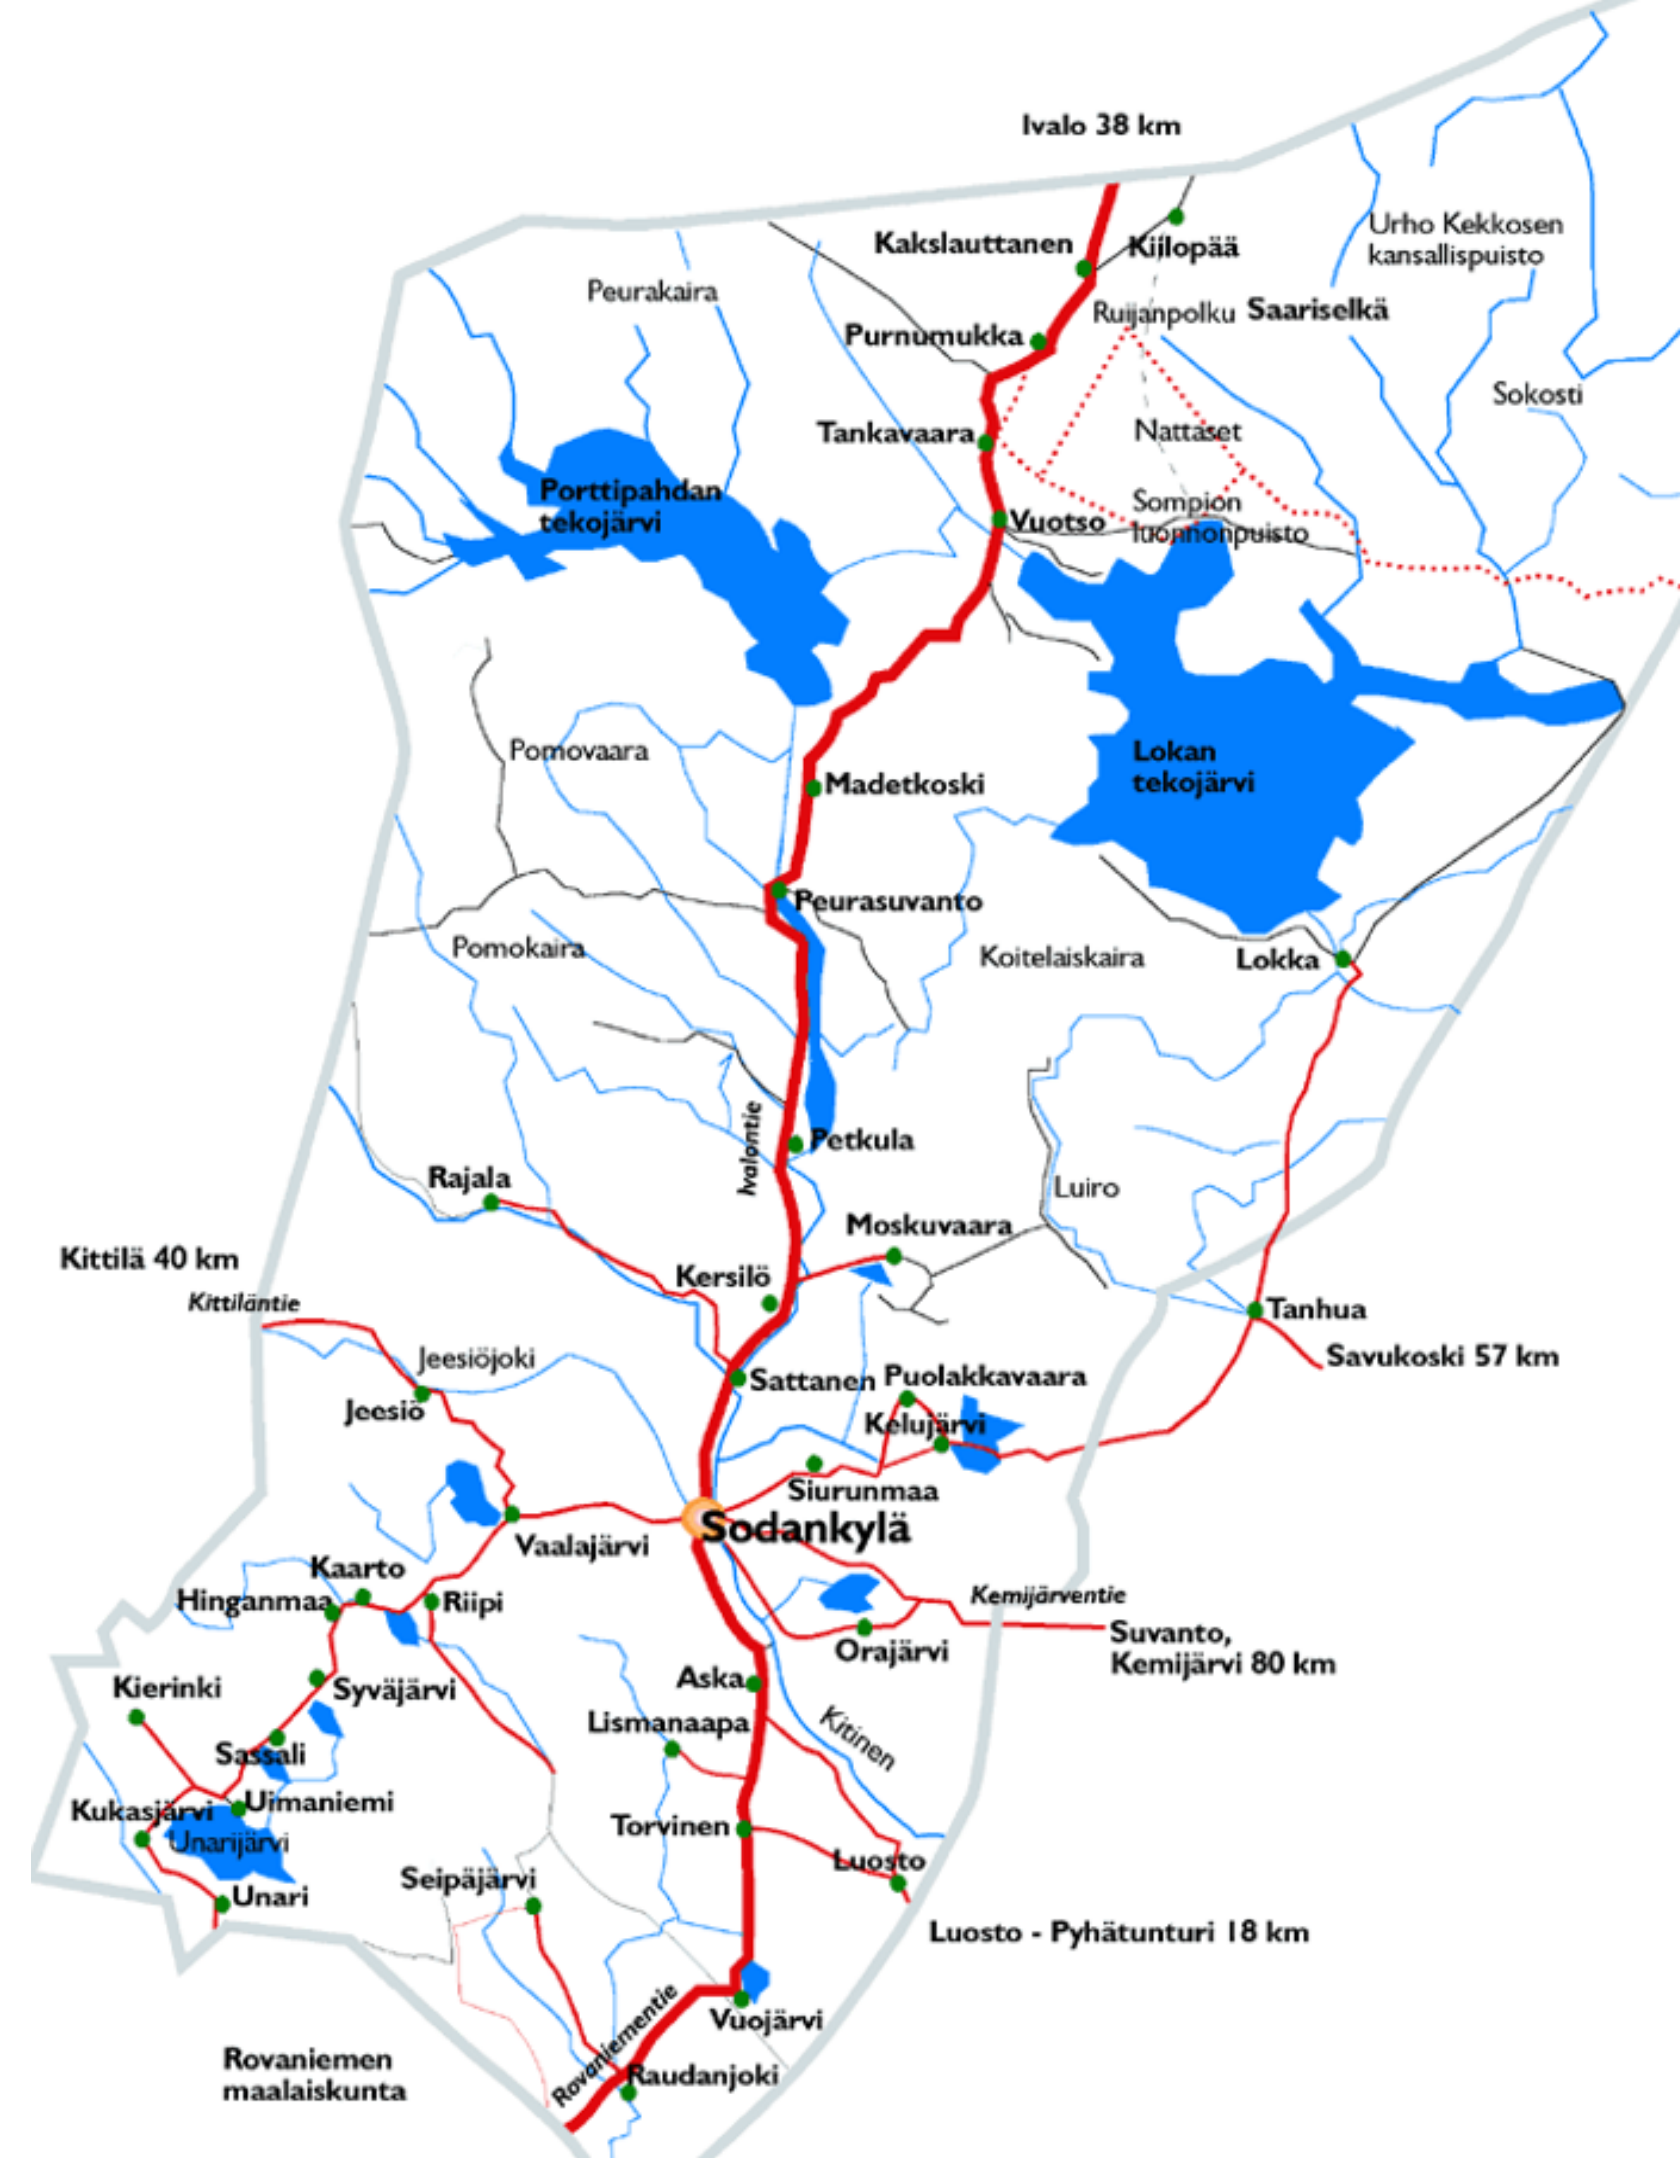 Ivalo 38 km
Urho Kekkosen
kansallispuisto
Kakslauttanen
Kiilopää
Peurakaira
Ruijanpolku
Saariselkä
Purnumukka
Sokosti
Tankavaara
Nattaset
Porttipahdan
tekojärvi
Sompion
luonnonpuisto
Vuotso
Pomovaara
Lokan
tekojärvi
Madetkoski
Peurasuvanto
Pomokaira
Koitelaiskaira
Lokka
Ivalontie
Petkula
Rajala
Luiro
Moskuvaara
Kittilä 40 km
Kersilö
Kittiläntie
Tanhua
Savukoski 57 km
Jeesiöjoki
Sattanen
Puolakkavaara
Jeesiö
Kelujärvi
Siurunmaa
Sodankylä
Vaalajärvi
Kaarto
Hinganmaa
Riipi
Kemijärventie
Suvanto,
Kemijärvi 80 km
Orajärvi
Aska
Kierinki
Syväjärvi
Lismanaapa
Kitinen
Sassali
Uimaniemi
Kukasjärvi
Unarijärvi
Torvinen
Luosto
Seipäjärvi
Unari
Luosto - Pyhätunturi 18 km
Rovaniementie
Vuojärvi
Rovaniemen
maalaiskunta
Raudanjoki